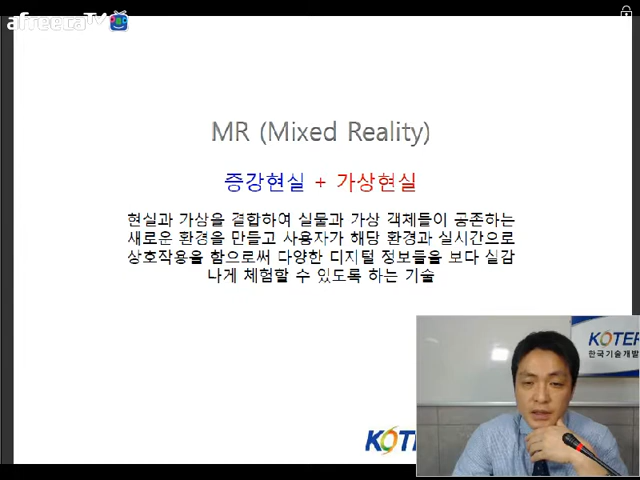 afreecaTV
MR (Mixed Reality)
증강현실 + 가상현실
현실과 가상을 결합하여 실물과 가상 객체들이 공존하는
새로운 환경을 만들고 사용자가 해당 환경과 실시간으로
상호작용을 함으로써 다양한 디지털 정보들을 보다 실감
나게 체험할 수 있도록 하는 기술
KOTER
한국기술개발